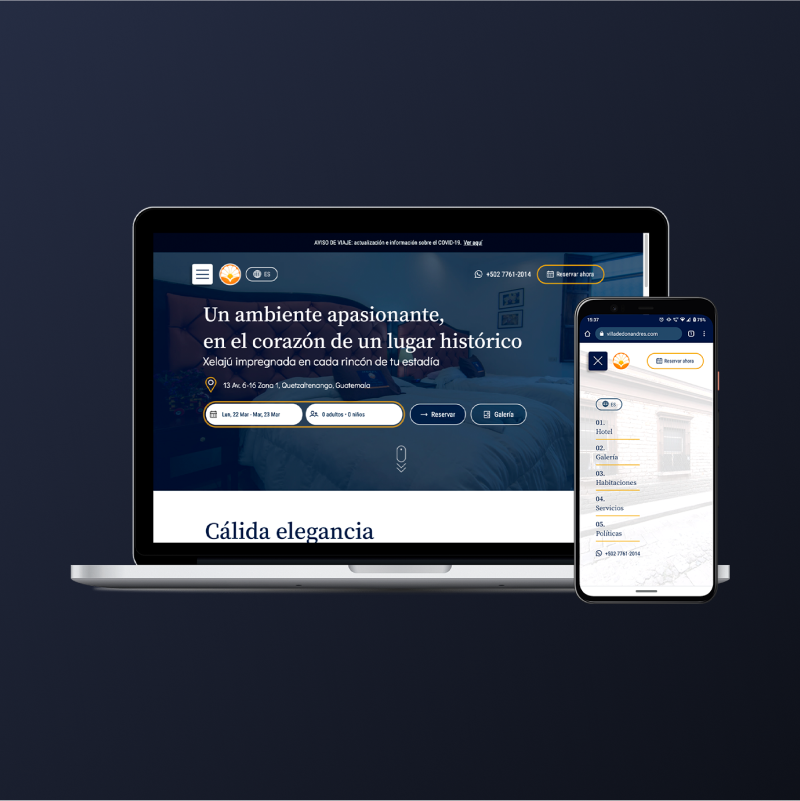 AVISO DE VIAJE: actualización e información sobre el COVID-19. Ver aquí
ES
+502 7761-2014
Reservar ahora
Un ambiente apasionante,
en el corazón de un lugar histórico
Xelajú impregnada en cada rincón de tu estadía
13 Av. 6-16 Zona 1, Quetzaltenango, Guatemala
Lun, 22 Mar - Mar, 23 Mar
0 adultos - 0 niños
Reservar
Galería
Cálida elegancia
15:37
75%
villadedonandres.com
Reservar ahora
ES
01.
Hotel
02.
Galería
03.
Habitaciones
04.
Servicios
05.
Políticas
+502 7761-2014